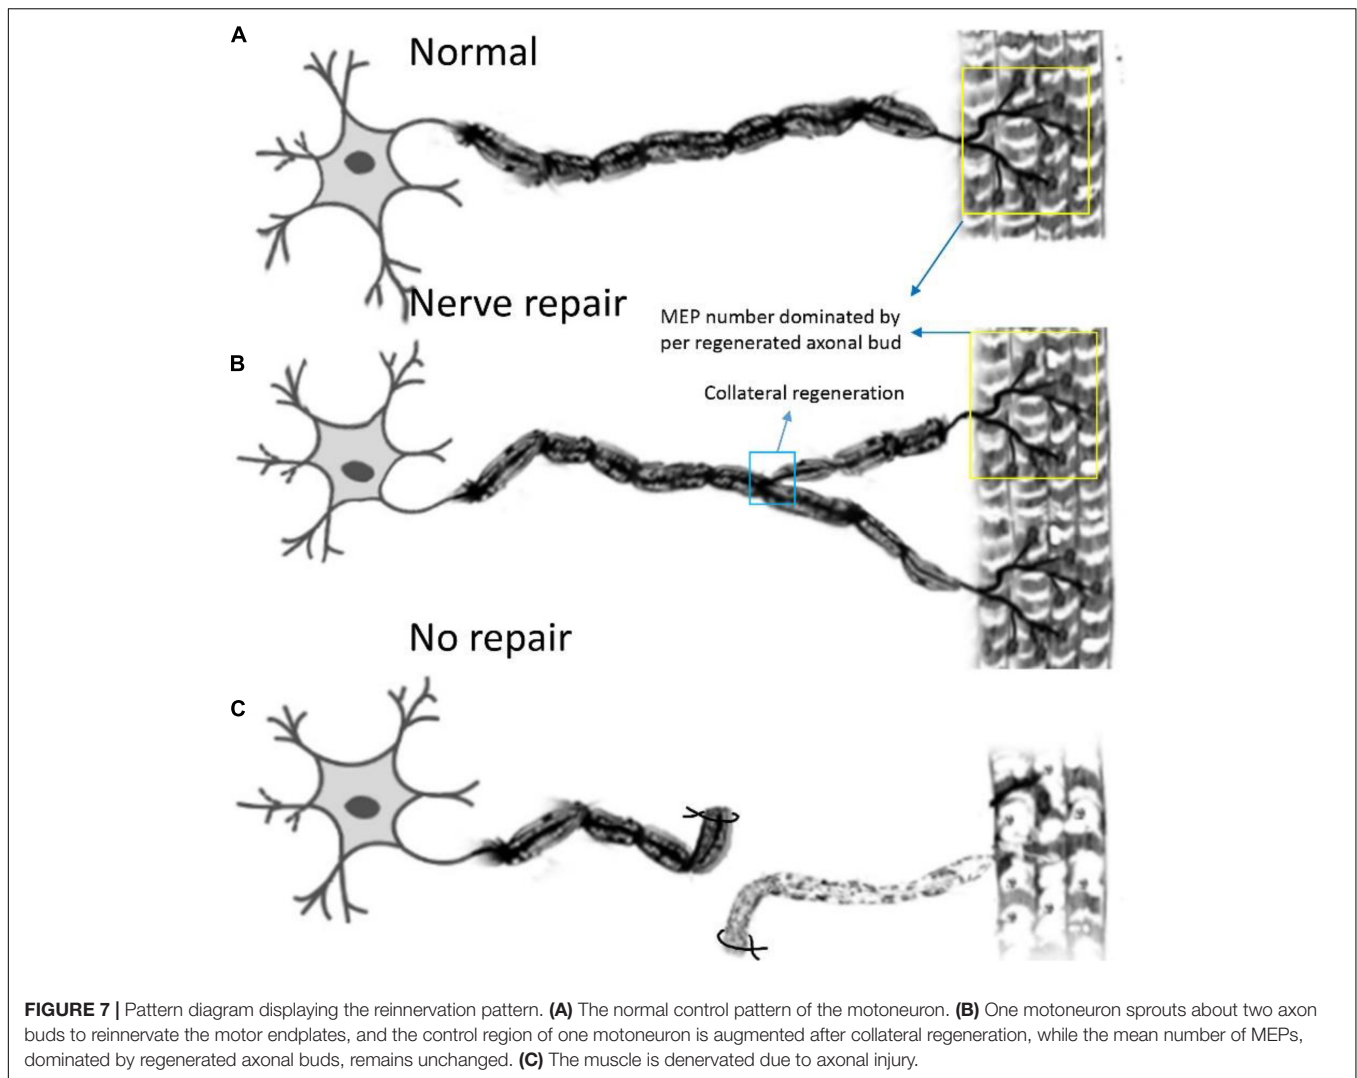 A
Normal
Nerve repair
MEP number dominated by
per regenerated axonal bud
B
Collateral regeneration
No repair
C
FIGURE 7 | Pattern diagram displaying the reinnervation pattern. (A) The normal control pattern of the motoneuron. (B) One motoneuron sprouts about two axon
buds to reinnervate the motor endplates, and the control region of one motoneuron is augmented after collateral regeneration, while the mean number of MEPs,
dominated by regenerated axonal buds, remains unchanged. (C) The muscle is denervated due to axonal injury.